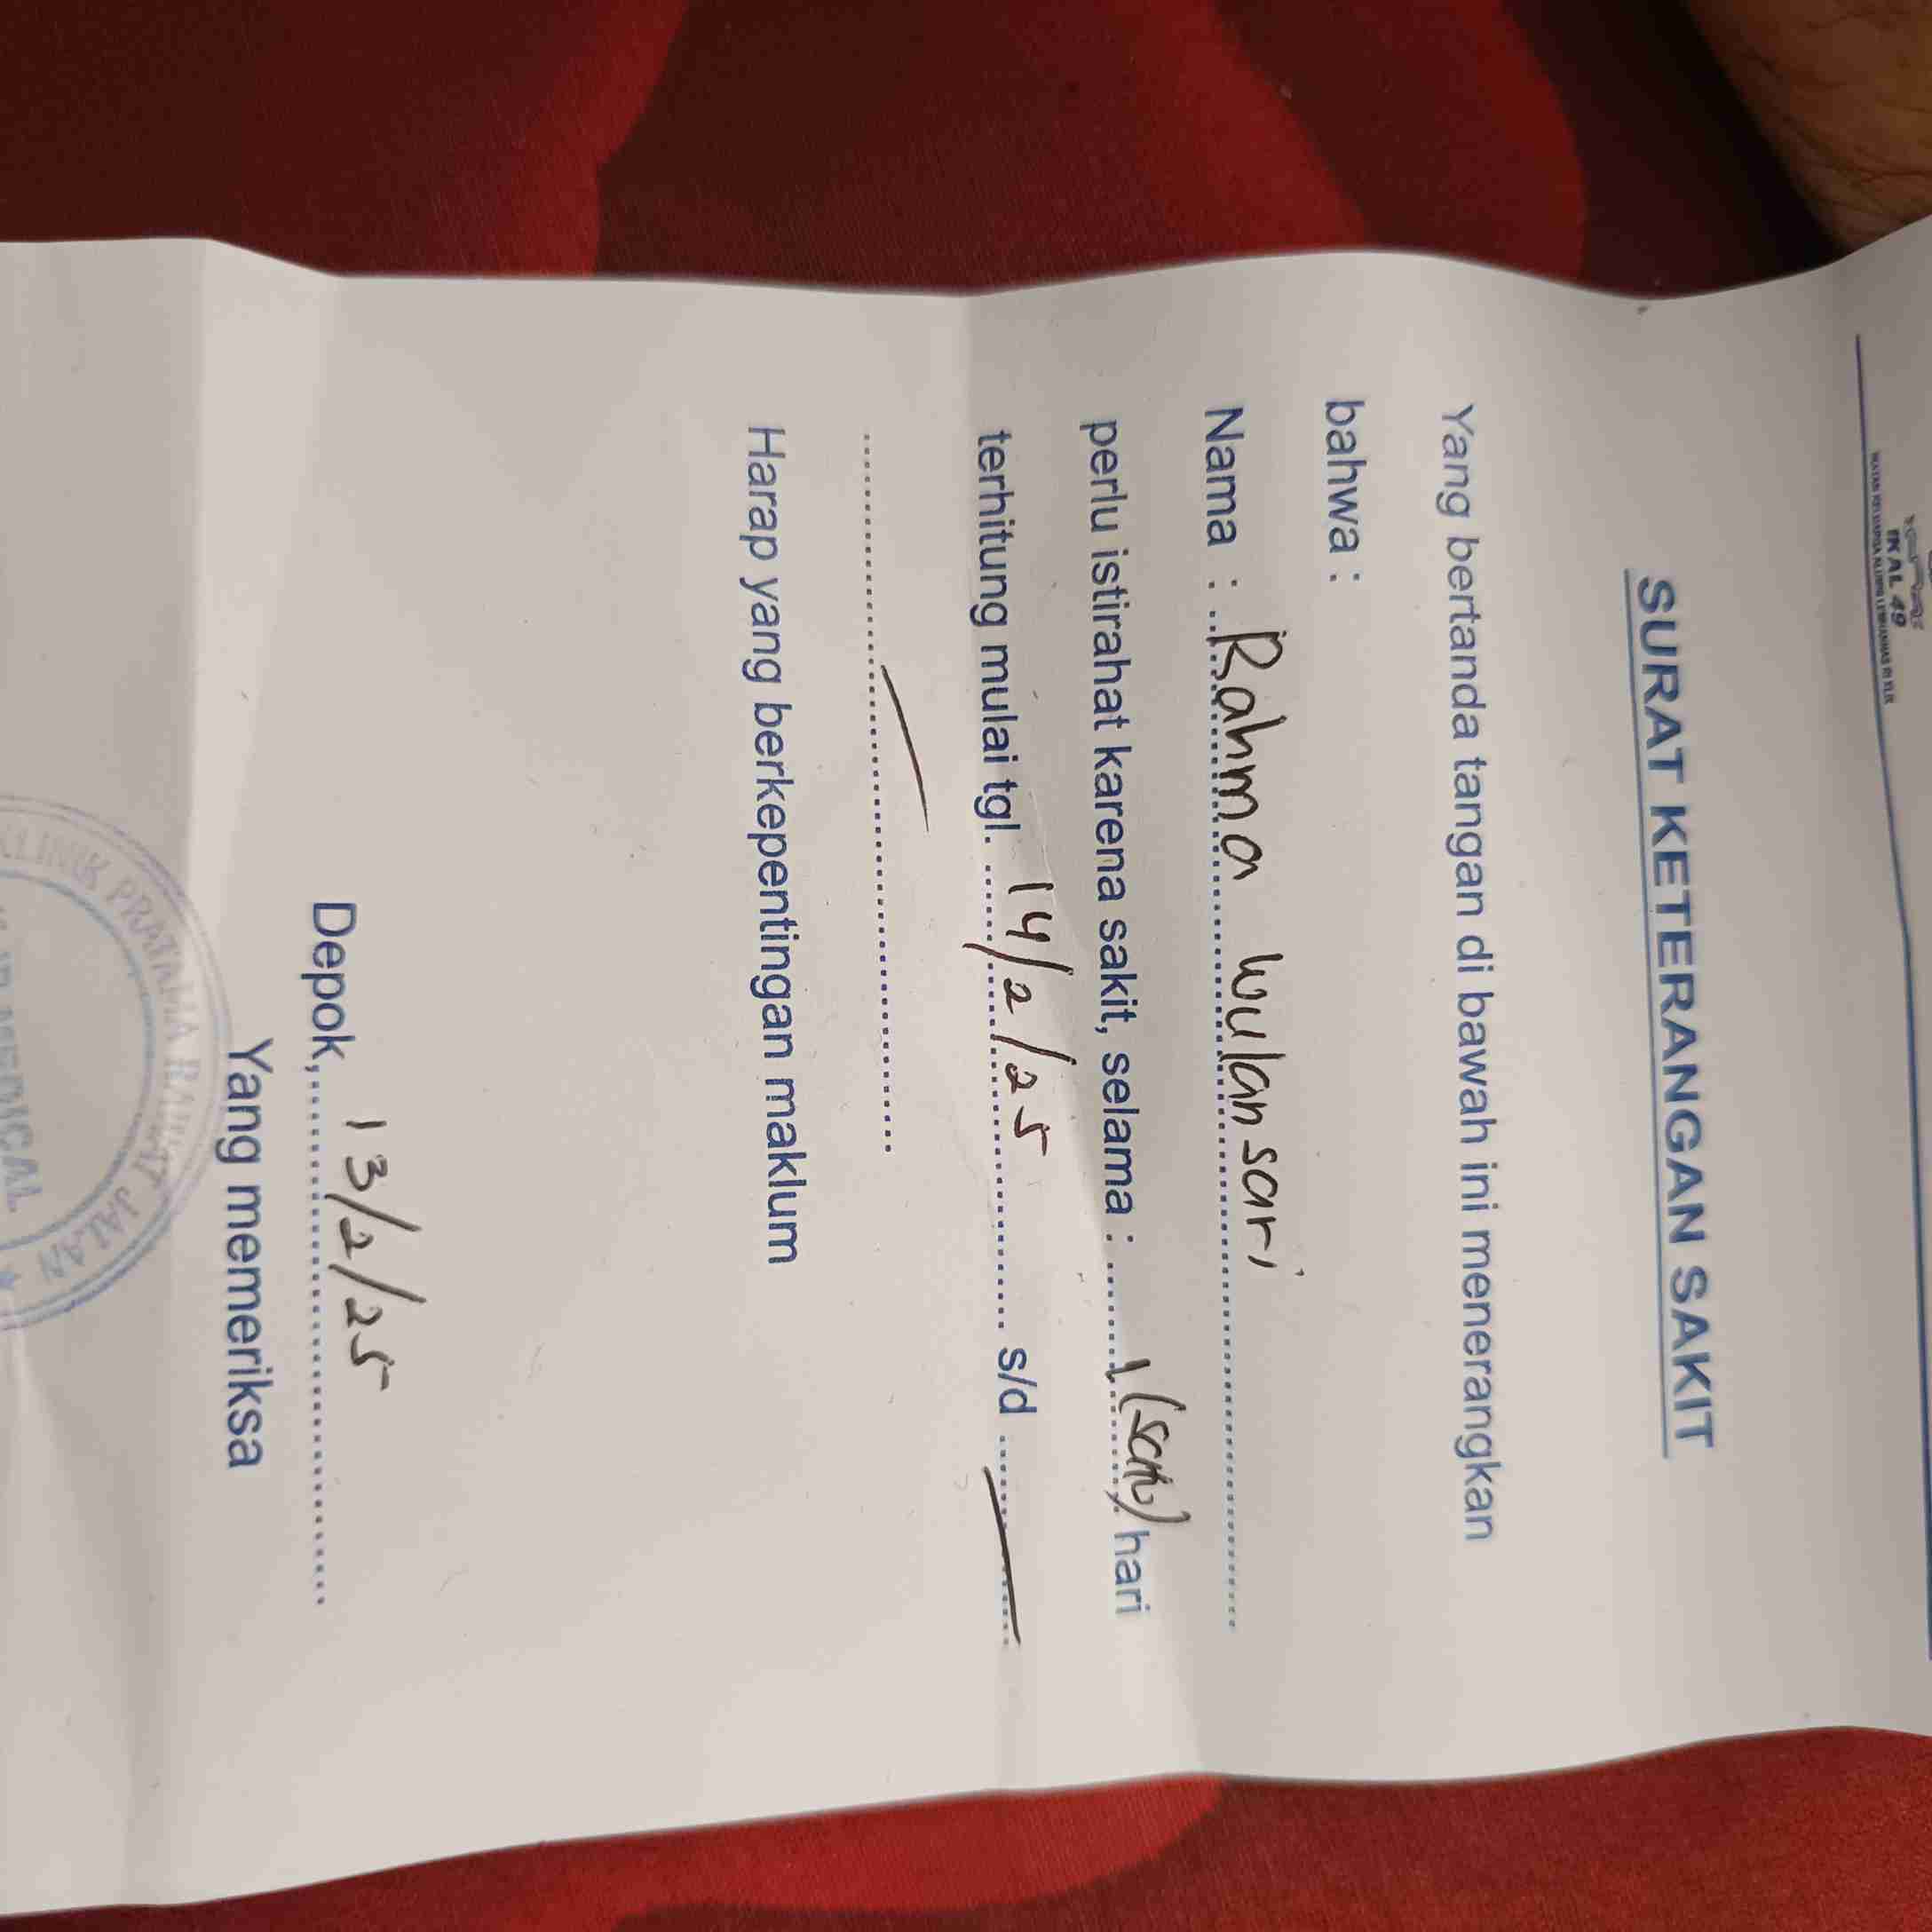 IKAL 49
SURAT KETERANGAN SAKIT
Yang bertanda tangan di bawah ini menerangkan
bahwa :
Nama : Rahma wulansari
perlu istirahat karena sakit, selama : 1 (satu) hari
terhitung mulai tgl. 14/2/25 s/d
Harap yang berkepentingan maklum
Depok, 13/2/25
Yang memeriksa
KLINIK PRATAMA RAWAT JALAN
MEDICAL